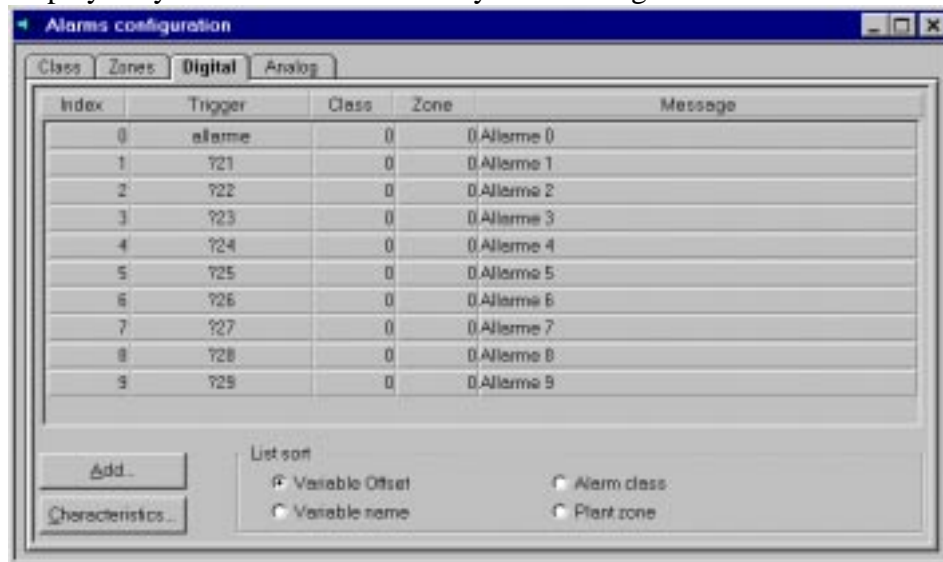 Alarms configuration
Class Zones Digital Analog
Index Trigger Class Zone Message
0 allarme 0 0 Allarme 0
1 ?21 0 0 Allarme 1
2 ?22 0 0 Allarme 2
3 ?23 0 0 Allarme 3
4 ?24 0 0 Allarme 4
5 ?25 0 0 Allarme 5
6 ?26 0 0 Allarme 6
7 ?27 0 0 Allarme 7
8 ?28 0 0 Allarme 8
9 ?29 0 0 Allarme 9
Add...
Characteristics...
List sort
Variable Offset
Alarm class
Variable name
Plant zone